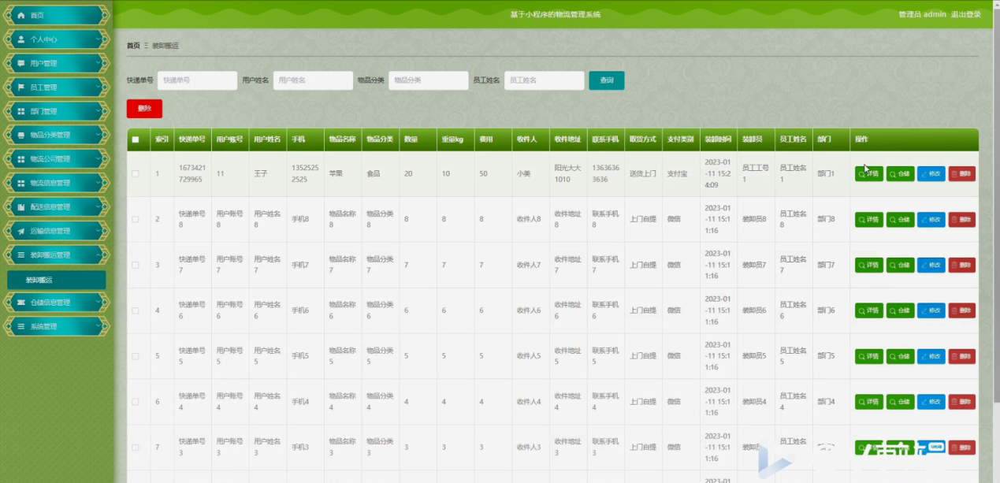 基于小程序的物流管理系统
管理员 admin 退出登录
首页
个人中心
用户管理
员工管理
部门管理
物品分类管理
物流公司管理
物流信息管理
配送信息管理
运输信息管理
装卸搬运管理
装卸搬运
仓储信息管理
系统管理
首页 Ξ 装卸搬运
快递单号 快递单号 用户姓名 用户姓名 物品分类 物品分类 员工姓名 员工姓名 查询
删除
索引 快递单号 用户账号 用户姓名 手机 物品名称 物品分类 数量 重量kg 费用 收件人 收件地址 联系手机 取货方式 支付类别 装卸时间 装卸员 员工姓名 部门 操作
1 1673421729965 11 王子 13525252525 苹果 食品 20 10 50 小美 阳光大大1010 13636363636 送货上门 支付宝 2023-01-11 15:24:09 员工工号1 员工姓名1 部门1 详情 仓储 修改 删除
2 快递单号8 用户账号8 用户姓名8 手机8 物品名称8 物品分类8 8 8 8 收件人8 收件地址8 联系手机8 上门自提 微信 2023-01-11 15:11:16 装卸员8 员工姓名8 部门8 详情 仓储 修改 删除
3 快递单号7 用户账号7 用户姓名7 手机7 物品名称7 物品分类7 7 7 7 收件人7 收件地址7 联系手机7 上门自提 微信 2023-01-11 15:11:16 装卸员7 员工姓名7 部门7 详情 仓储 修改 删除
4 快递单号6 用户账号6 用户姓名6 手机6 物品名称6 物品分类6 6 6 6 收件人6 收件地址6 联系手机6 上门自提 微信 2023-01-11 15:11:16 装卸员6 员工姓名6 部门6 详情 仓储 修改 删除
5 快递单号5 用户账号5 用户姓名5 手机5 物品名称5 物品分类5 5 5 5 收件人5 收件地址5 联系手机5 上门自提 微信 2023-01-11 15:11:16 装卸员5 员工姓名5 部门5 详情 仓储 修改 删除
6 快递单号4 用户账号4 用户姓名4 手机4 物品名称4 物品分类4 4 4 4 收件人4 收件地址4 联系手机4 上门自提 微信 2023-01-11 15:11:16 装卸员4 员工姓名4 部门4 详情 仓储 修改 删除
7 快递单号3 用户账号3 用户姓名3 手机3 物品名称3 物品分类3 3 3 3 收件人3 收件地址3 联系手机3 上门自提 微信 2023-01-11 15:11:16 员工姓名3 删除
2023-01